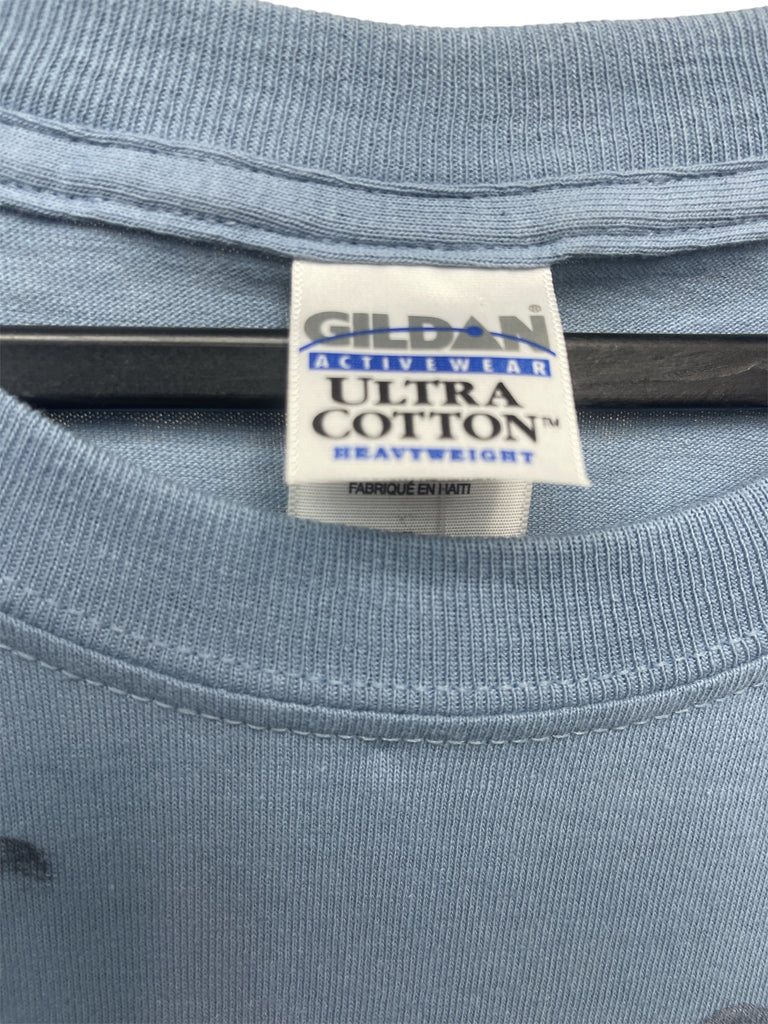 GILDAN®
ACTIVEWEAR
ULTRA
COTTON™
HEAVYWEIGHT
FABRIQUÉ EN HAITI